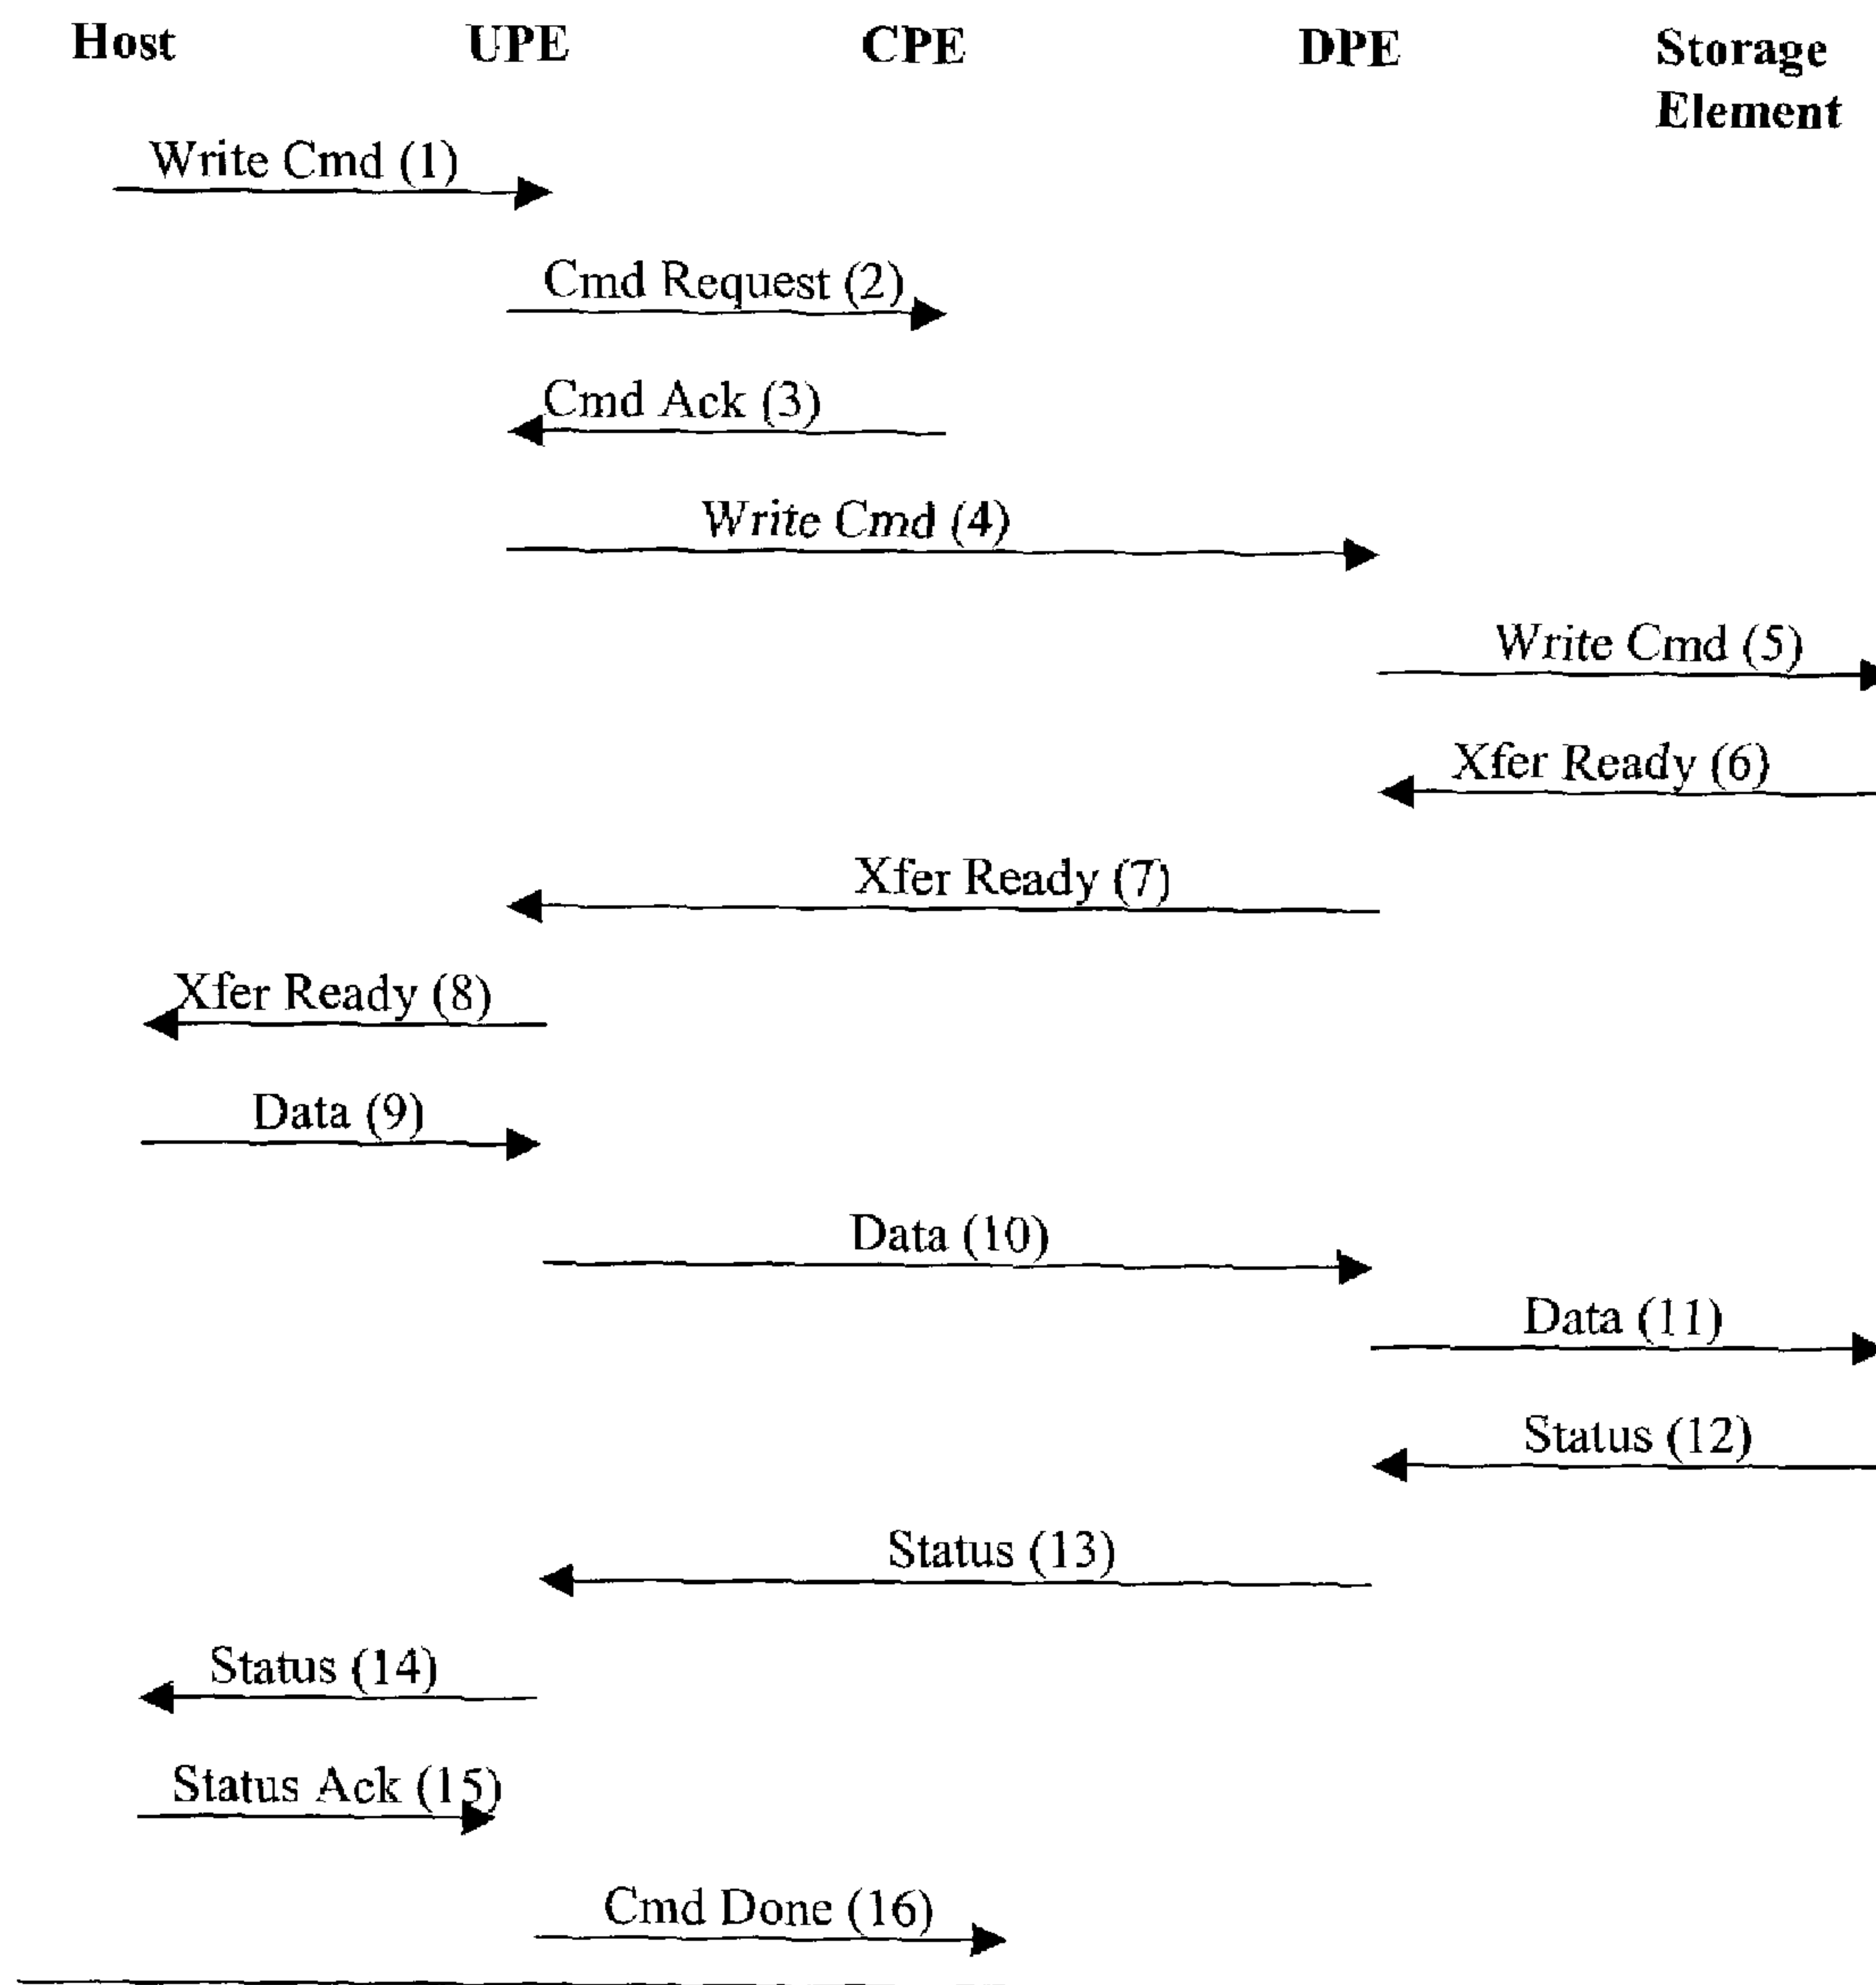 Host UPE CPE DPE Storage
Element
Write Cmd (1)
Cmd Request (2)
Cmd Ack (3)
Write Cmd (4)
Write Cmd (5)
Xfer Ready (6)
Xfer Ready (7)
Xfer Ready (8)
Data (9)
Data (10)
Data (11)
Status (12)
Status (13)
Status (14)
Status Ack (15)
Cmd Done (16)